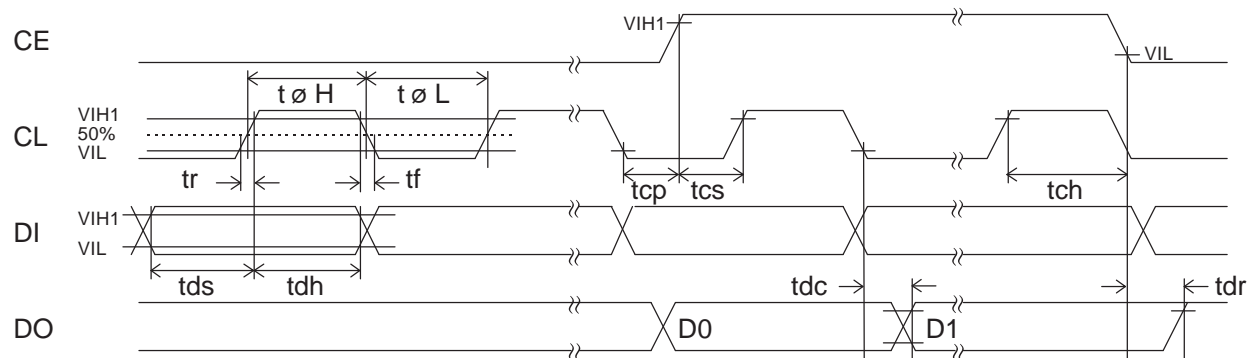 CE
VIH1
VIL
t ø H
t ø L
CL
VIH1
50%
VIL
tr
tf
tcp
tcs
tch
DI
VIH1
VIL
tds
tdh
tdc
tdr
DO
D0
D1